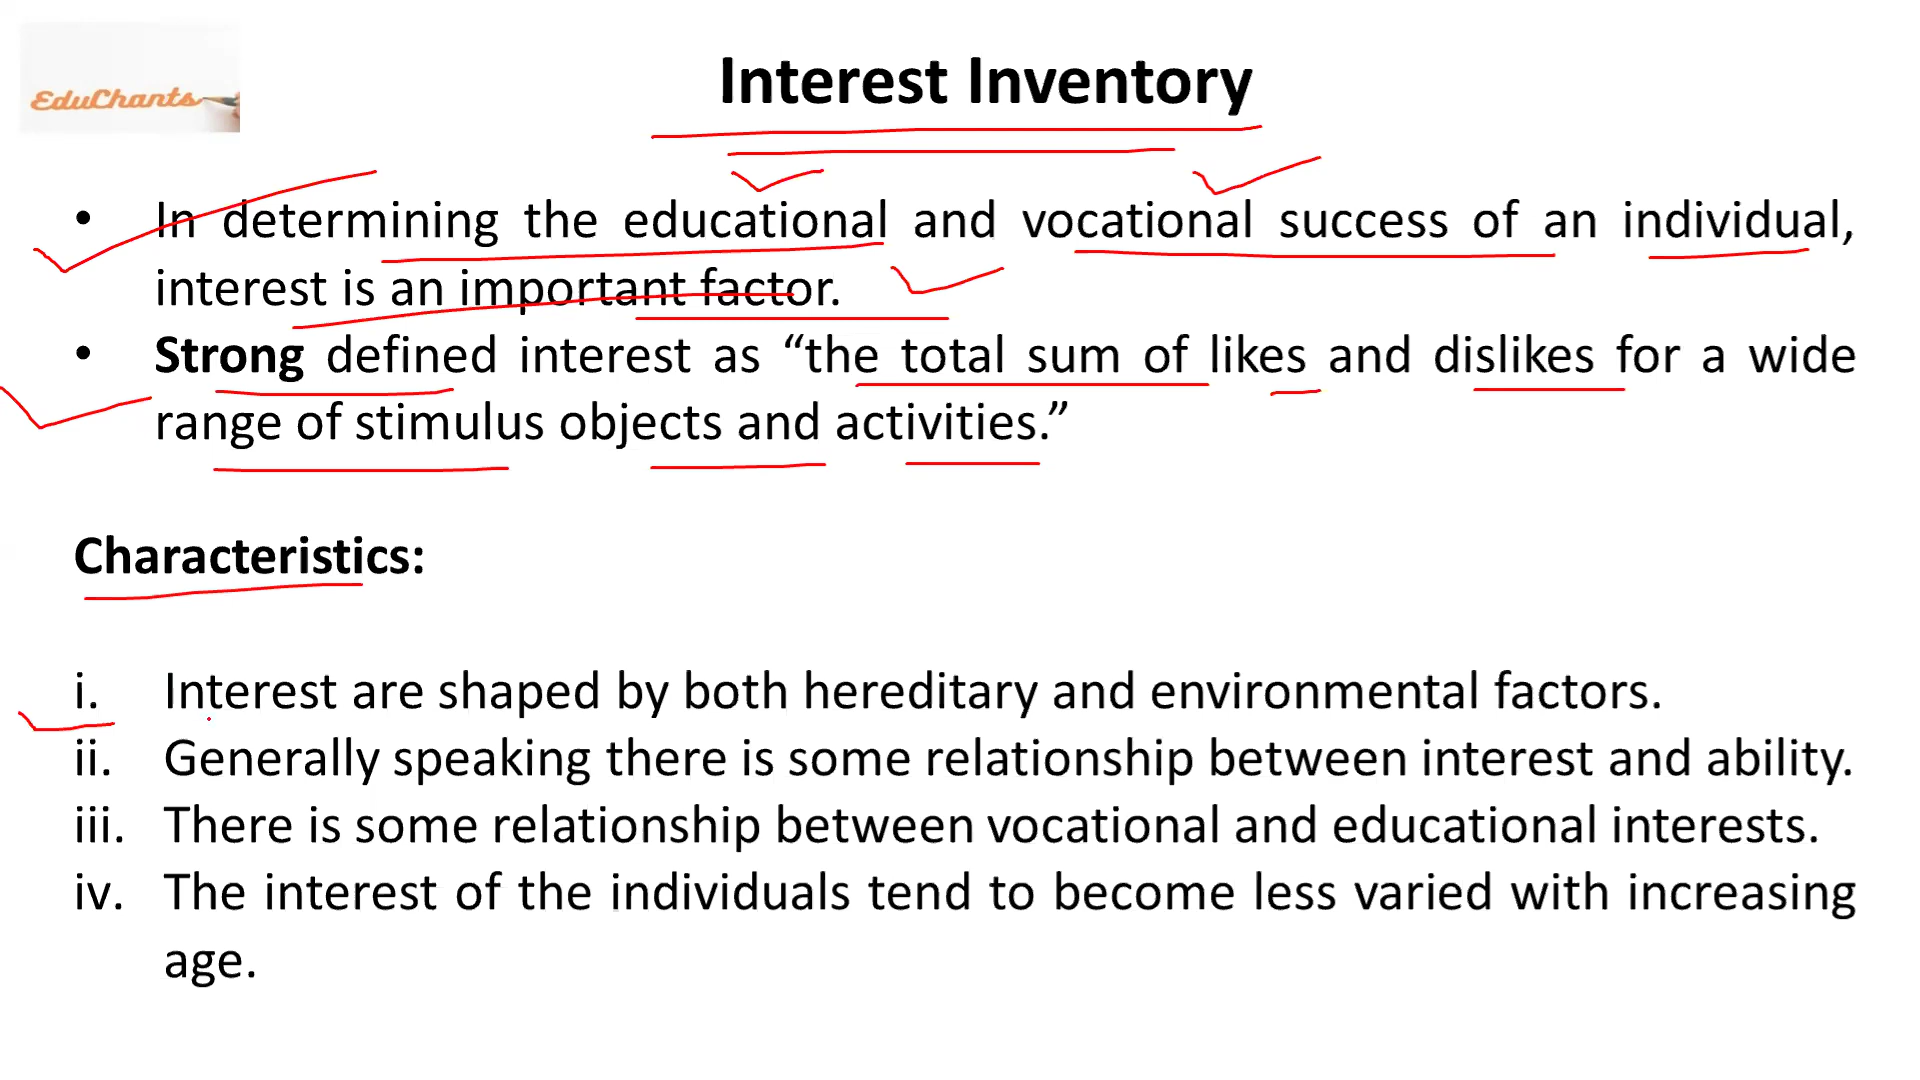 EduChants
Interest Inventory
• In determining the educational and vocational success of an individual,
interest is an important factor.
• Strong defined interest as “the total sum of likes and dislikes for a wide
range of stimulus objects and activities.”
Characteristics:
i. Interest are shaped by both hereditary and environmental factors.
ii. Generally speaking there is some relationship between interest and ability.
iii. There is some relationship between vocational and educational interests.
iv. The interest of the individuals tend to become less varied with increasing
age.